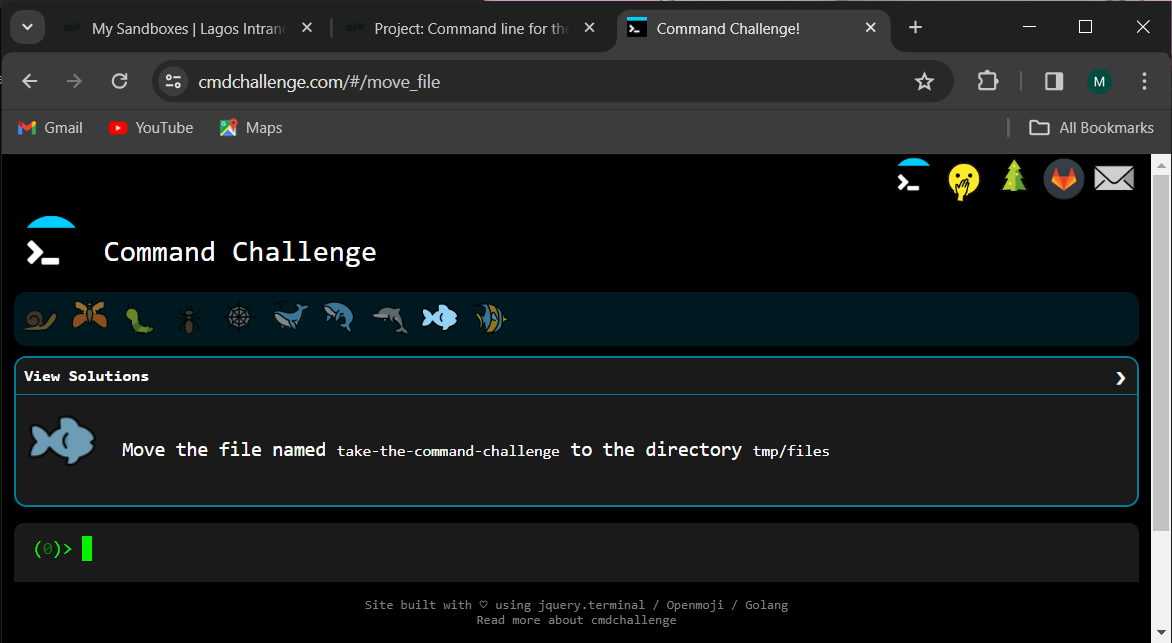 My Sandboxes | Lagos Intran
Project: Command line for the
Command Challenge!
cmdchallenge.com/#/move_file
M
Gmail
YouTube
Maps
All Bookmarks
Command Challenge
View Solutions
Move the file named take-the-command-challenge to the directory tmp/files
(0)>
Site built with ♡ using jquery.terminal / Openmoji / Golang
Read more about cmdchallenge